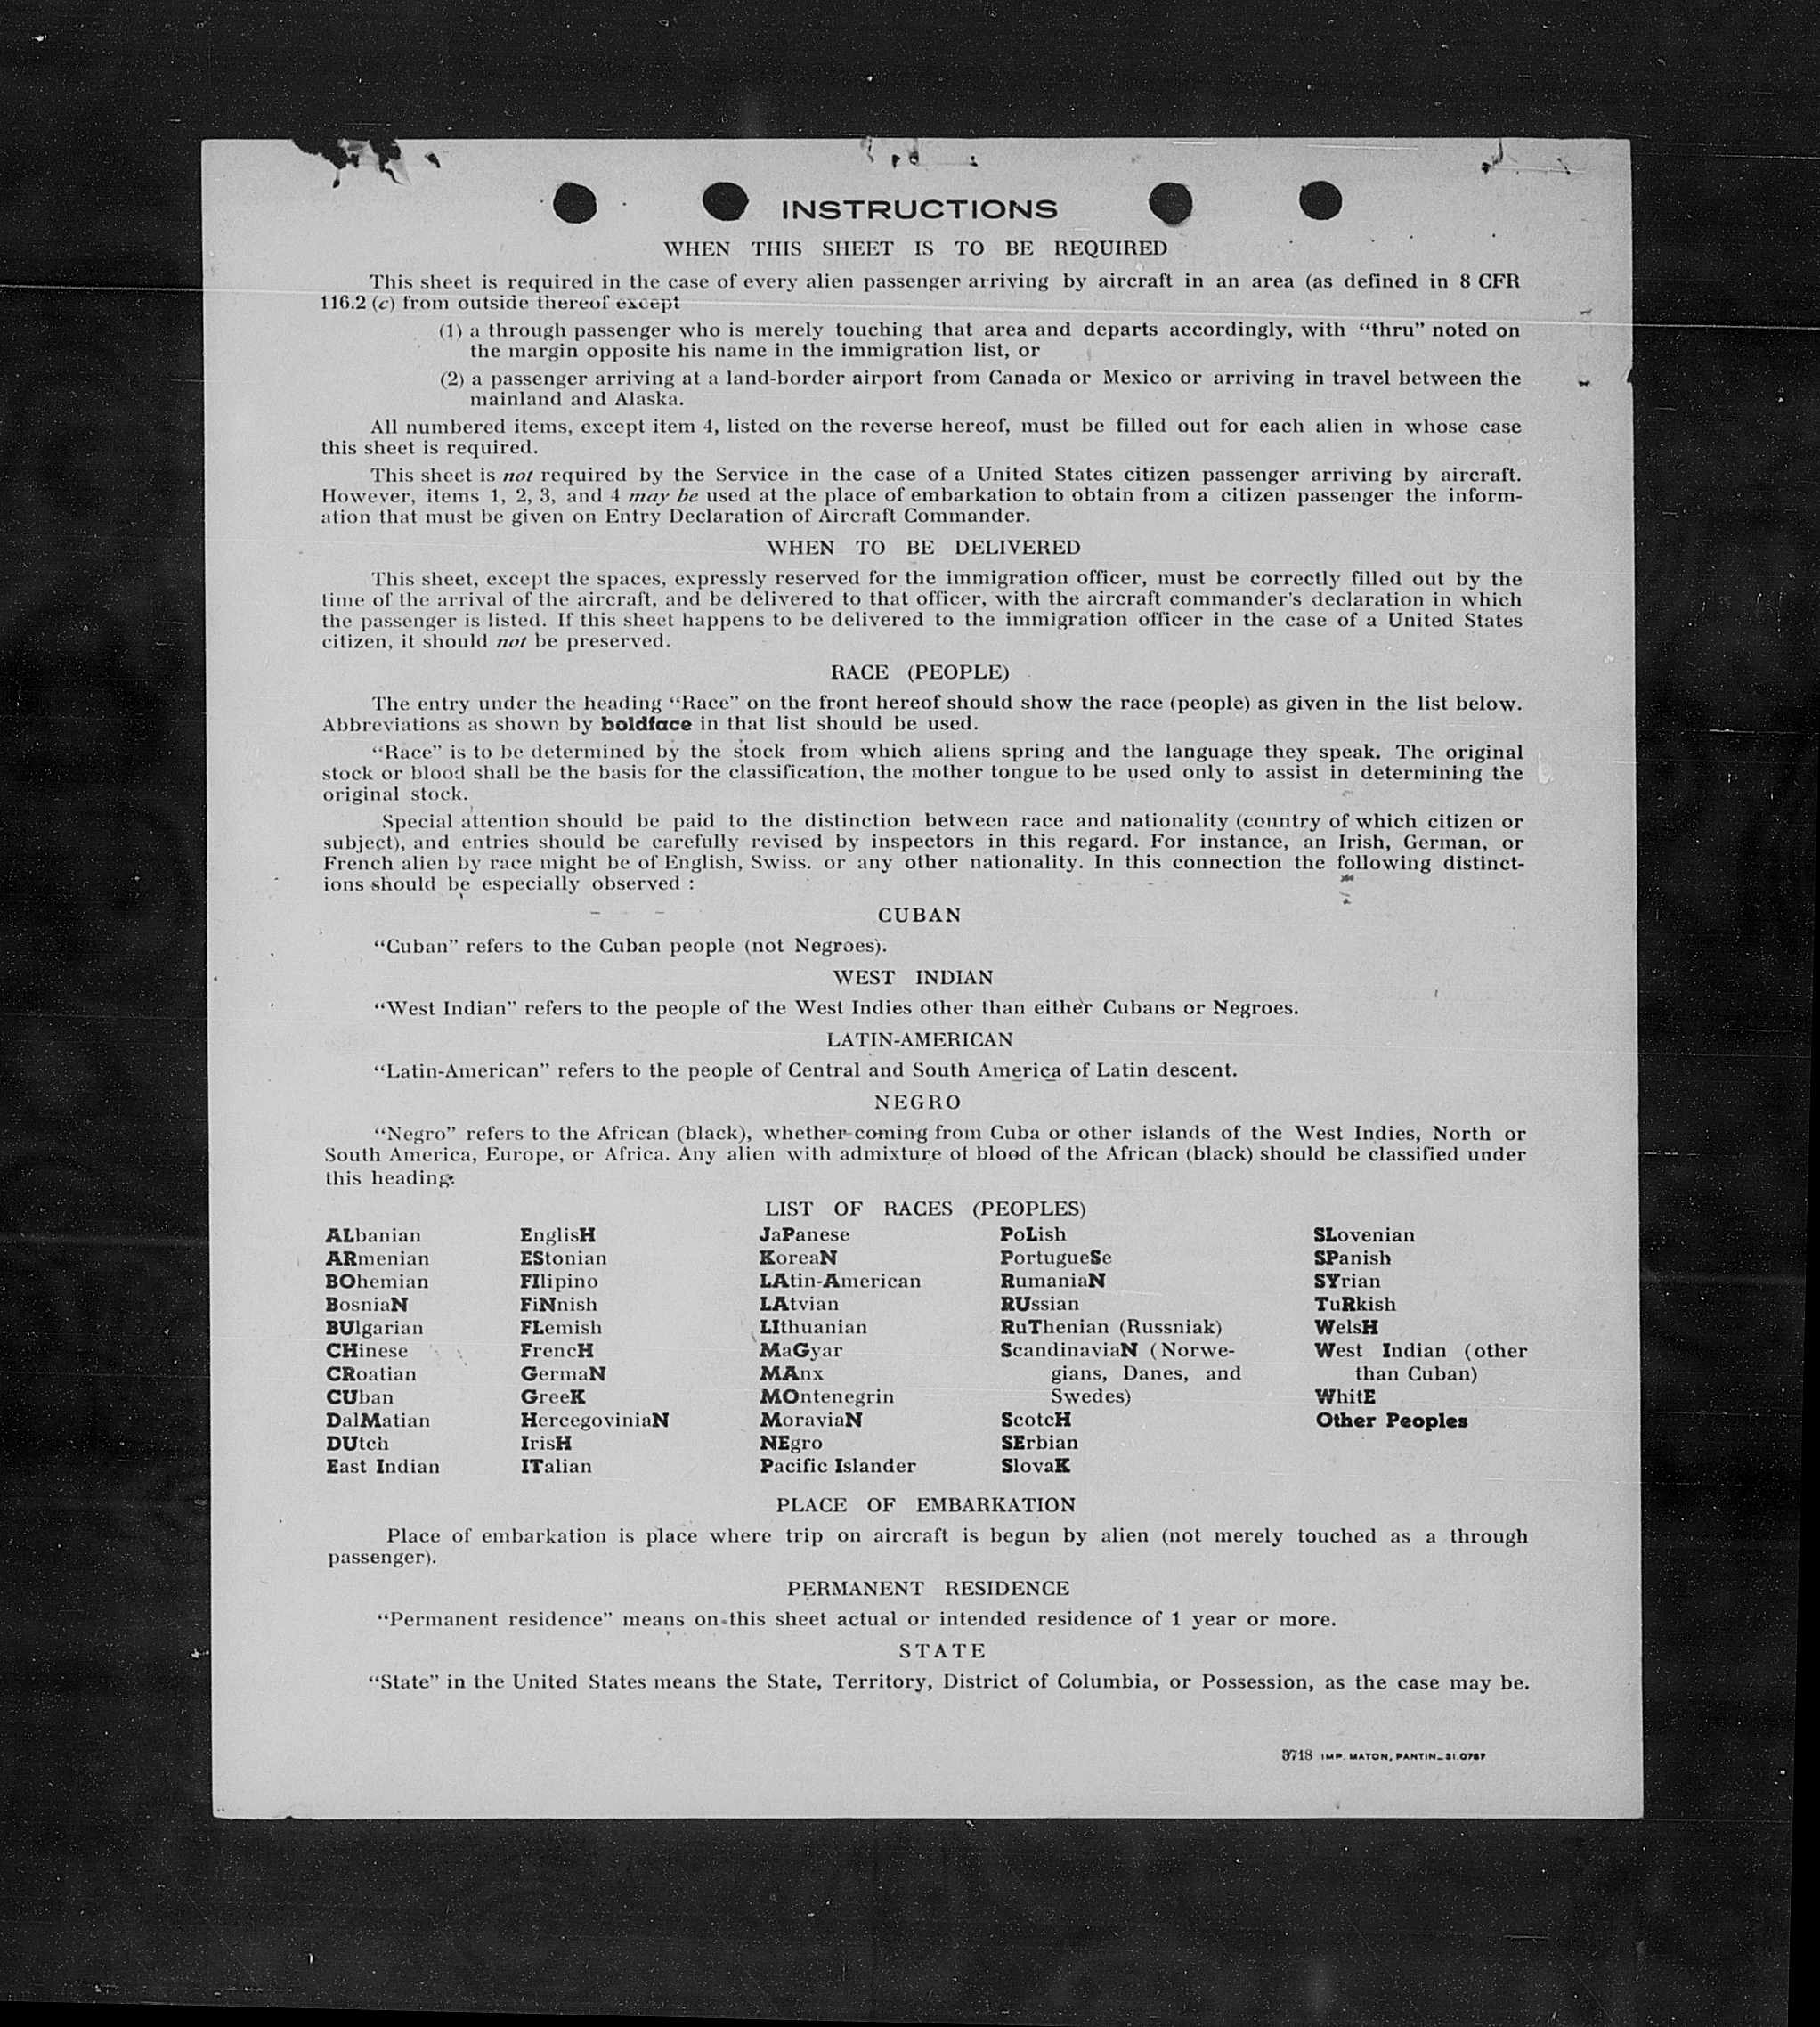 INSTRUCTIONS
WHEN THIS SHEET IS TO BE REQUIRED
This sheet is required in the case of every alien passenger arriving by aircraft in an area (as defined in 8 CFR
116.2 (c) from outside thereof except
(1) a through passenger who is merely touching that area and departs accordingly, with “thru” noted on
the margin opposite his name in the immigration list, or
(2) a passenger arriving at a land-border airport from Canada or Mexico or arriving in travel between the
mainland and Alaska.
All numbered items, except item 4, listed on the reverse hereof, must be filled out for each alien in whose case
this sheet is required.
This sheet is not required by the Service in the case of a United States citizen passenger arriving by aircraft.
However, items 1, 2, 3, and 4 may be used at the place of embarkation to obtain from a citizen passenger the inform-
ation that must be given on Entry Declaration of Aircraft Commander.
WHEN TO BE DELIVERED
This sheet, except the spaces, expressly reserved for the immigration officer, must be correctly filled out by the
time of the arrival of the aircraft, and be delivered to that officer, with the aircraft commander's declaration in which
the passenger is listed. If this sheet happens to be delivered to the immigration officer in the case of a United States
citizen, it should not be preserved.
RACE (PEOPLE)
The entry under the heading “Race” on the front hereof should show the race (people) as given in the list below.
Abbreviations as shown by boldface in that list should be used.
“Race” is to be determined by the stock from which aliens spring and the language they speak. The original
stock or blood shall be the basis for the classification, the mother tongue to be used only to assist in determining the
original stock.
Special attention should be paid to the distinction between race and nationality (country of which citizen or
subject), and entries should be carefully revised by inspectors in this regard. For instance, an Irish, German, or
French alien by race might be of English, Swiss. or any other nationality. In this connection the following distinct-
ions should be especially observed :
CUBAN
“Cuban” refers to the Cuban people (not Negroes).
WEST INDIAN
“West Indian” refers to the people of the West Indies other than either Cubans or Negroes.
LATIN-AMERICAN
“Latin-American” refers to the people of Central and South America of Latin descent.
NEGRO
“Negro” refers to the African (black), whether coming from Cuba or other islands of the West Indies, North or
South America, Europe, or Africa. Any alien with admixture of blood of the African (black) should be classified under
this heading.
LIST OF RACES (PEOPLES)
ALbanian
ARmenian
BOhemian
BosniaN
BUlgarian
CHinese
CRoatian
CUban
DalMatian
DUtch
East Indian
EnglisH
EStonian
FIlipino
FiNnish
FLemish
FrencH
GermaN
GreeK
HercegoviniaN
IrisH
ITalian
JaPanese
KoreaN
LAtin-American
LAtvian
LIthuanian
MaGyar
MAnx
MOntenegrin
MoraviaN
NEgro
Pacific Islander
PoLish
PortugueSe
RumaniaN
RUssian
RuThenian (Russniak)
ScandinaviaN (Norwe-
gians, Danes, and
Swedes)
ScotcH
SErbian
SlovaK
SLovenian
SPanish
SYrian
TuRkish
WelsH
West Indian (other
than Cuban)
WhitE
Other Peoples
PLACE OF EMBARKATION
Place of embarkation is place where trip on aircraft is begun by alien (not merely touched as a through
passenger).
PERMANENT RESIDENCE
“Permanent residence” means on this sheet actual or intended residence of 1 year or more.
STATE
“State” in the United States means the State, Territory, District of Columbia, or Possession, as the case may be.
3718 IMP. MATON, PANTIN_31.0787